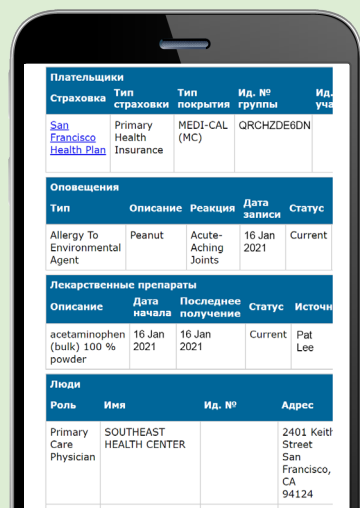 Плательщики
Страховка Тип страховки Тип покрытия Ид. № группы Ид. уча
San Francisco Health Plan Primary Health Insurance MEDI-CAL (MC) QRCHZDE6DN
Оповещения
Тип Описание Реакция Дата записи Статус
Allergy To Environmental Agent Peanut Acute-Aching Joints 16 Jan 2021 Current
Лекарственные препараты
Описание Дата начала Последнее получение Статус Источн
acetaminophen (bulk) 100 % powder 16 Jan 2021 16 Jan 2021 Current Pat Lee
Люди
Роль Имя Ид. № Адрес
Primary Care Physician SOUTHEAST HEALTH CENTER 2401 Keith Street San Francisco, CA 94124